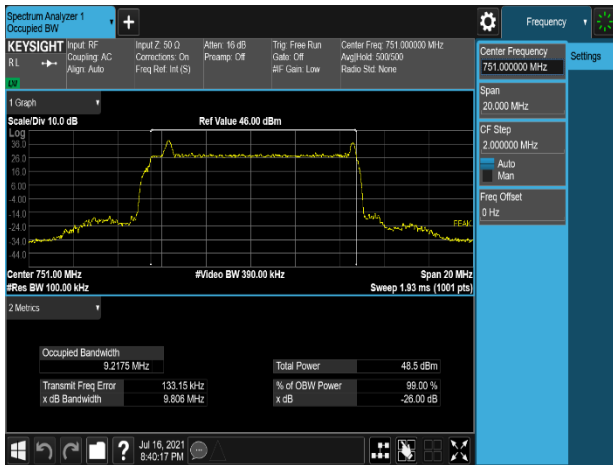 Spectrum Analyzer 1
Occupied BW
Frequency
KEYSIGHT
R L
LNI
Input: RF
Coupling: AC
Align: Auto
Input Z: 50 Ω
Corrections: On
Freq Ref: Int (S)
Atten: 16 dB
Preamp: Off
Trig: Free Run
Gate: Off
#IF Gain: Low
Center Freq: 751.000000 MHz
Avg|Hold: 500/500
Radio Std: None
Center Frequency
751.000000 MHz
Settings
Span
20.000 MHz
CF Step
2.000000 MHz
Auto
Man
Freq Offset
0 Hz
1 Graph
Scale/Div 10.0 dB
Ref Value 46.00 dBm
Log
36.0
26.0
16.0
6.00
-4.00
-14.0
-24.0
-34.0
-44.0
PEAK
Center 751.00 MHz
#Video BW 390.00 kHz
Span 20 MHz
#Res BW 100.00 kHz
Sweep 1.93 ms (1001 pts)
2 Metrics
Occupied Bandwidth
9.2175 MHz
Total Power
48.5 dBm
Transmit Freq Error
133.15 kHz
% of OBW Power
99.00 %
x dB Bandwidth
9.806 MHz
x dB
-26.00 dB
?
Jul 16, 2021
8:40:17 PM